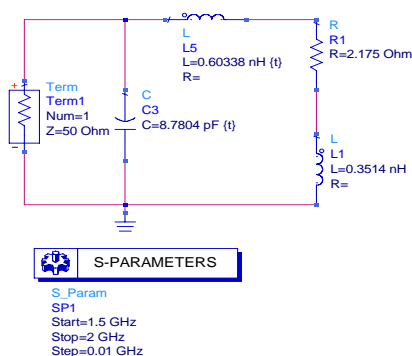 L
L5
L=0.60338 nH {t}
R=
R
R1
R=2.175 Ohm
+
Term
Term1
Num=1
Z=50 Ohm
-
C
C3
C=8.7804 pF {t}
L
L1
L=0.3514 nH
R=
S-PARAMETERS
S_Param
SP1
Start=1.5 GHz
Stop=2 GHz
Step=0.01 GHz